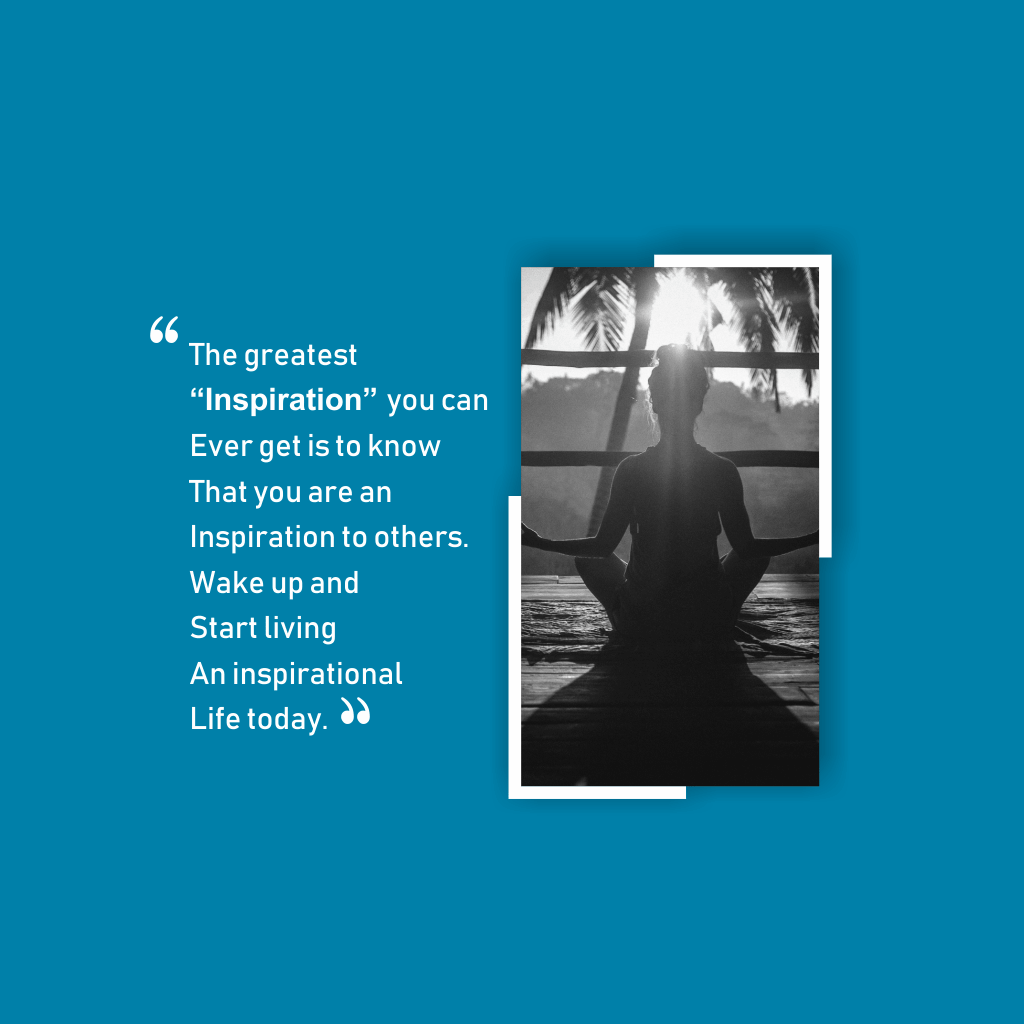 “ The greatest
“Inspiration” you can
Ever get is to know
That you are an
Inspiration to others.
Wake up and
Start living
An inspirational
Life today. ”